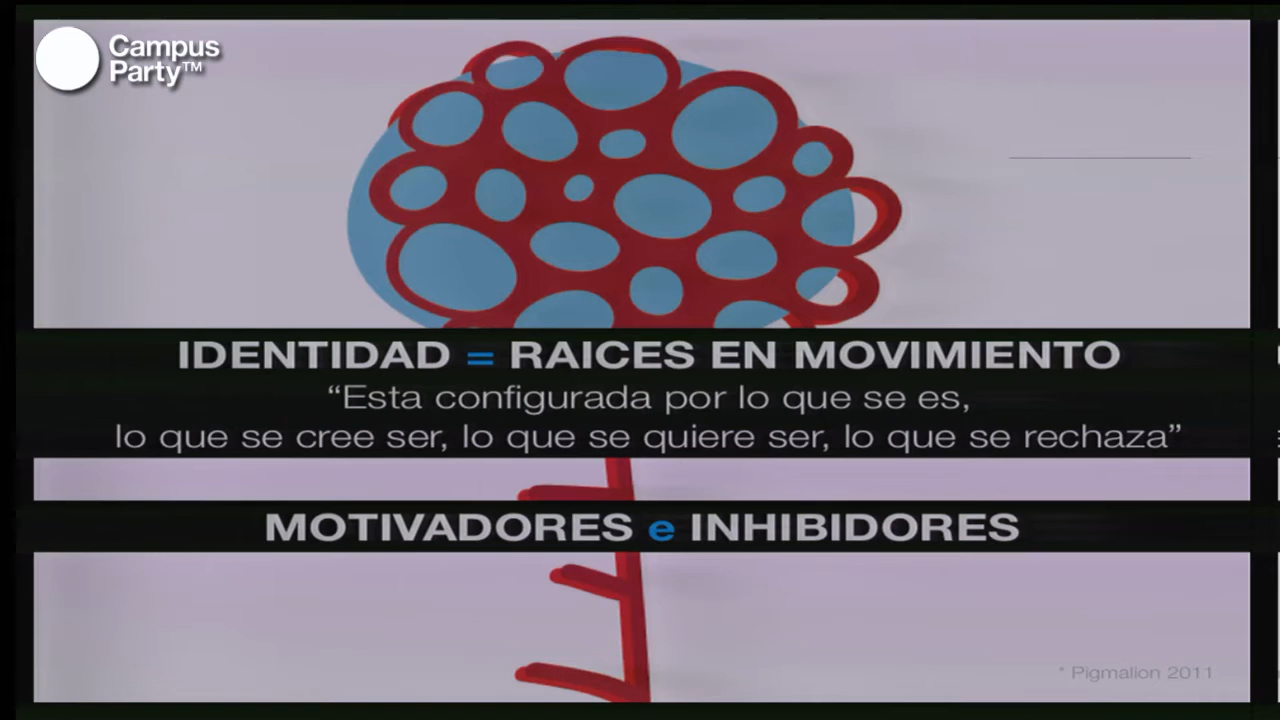 Campus
Party™
IDENTIDAD = RAICES EN MOVIMIENTO
“Esta configurada por lo que se es,
lo que se cree ser, lo que se quiere ser, lo que se rechaza”
MOTIVADORES e INHIBIDORES
* Pigmalion 2011